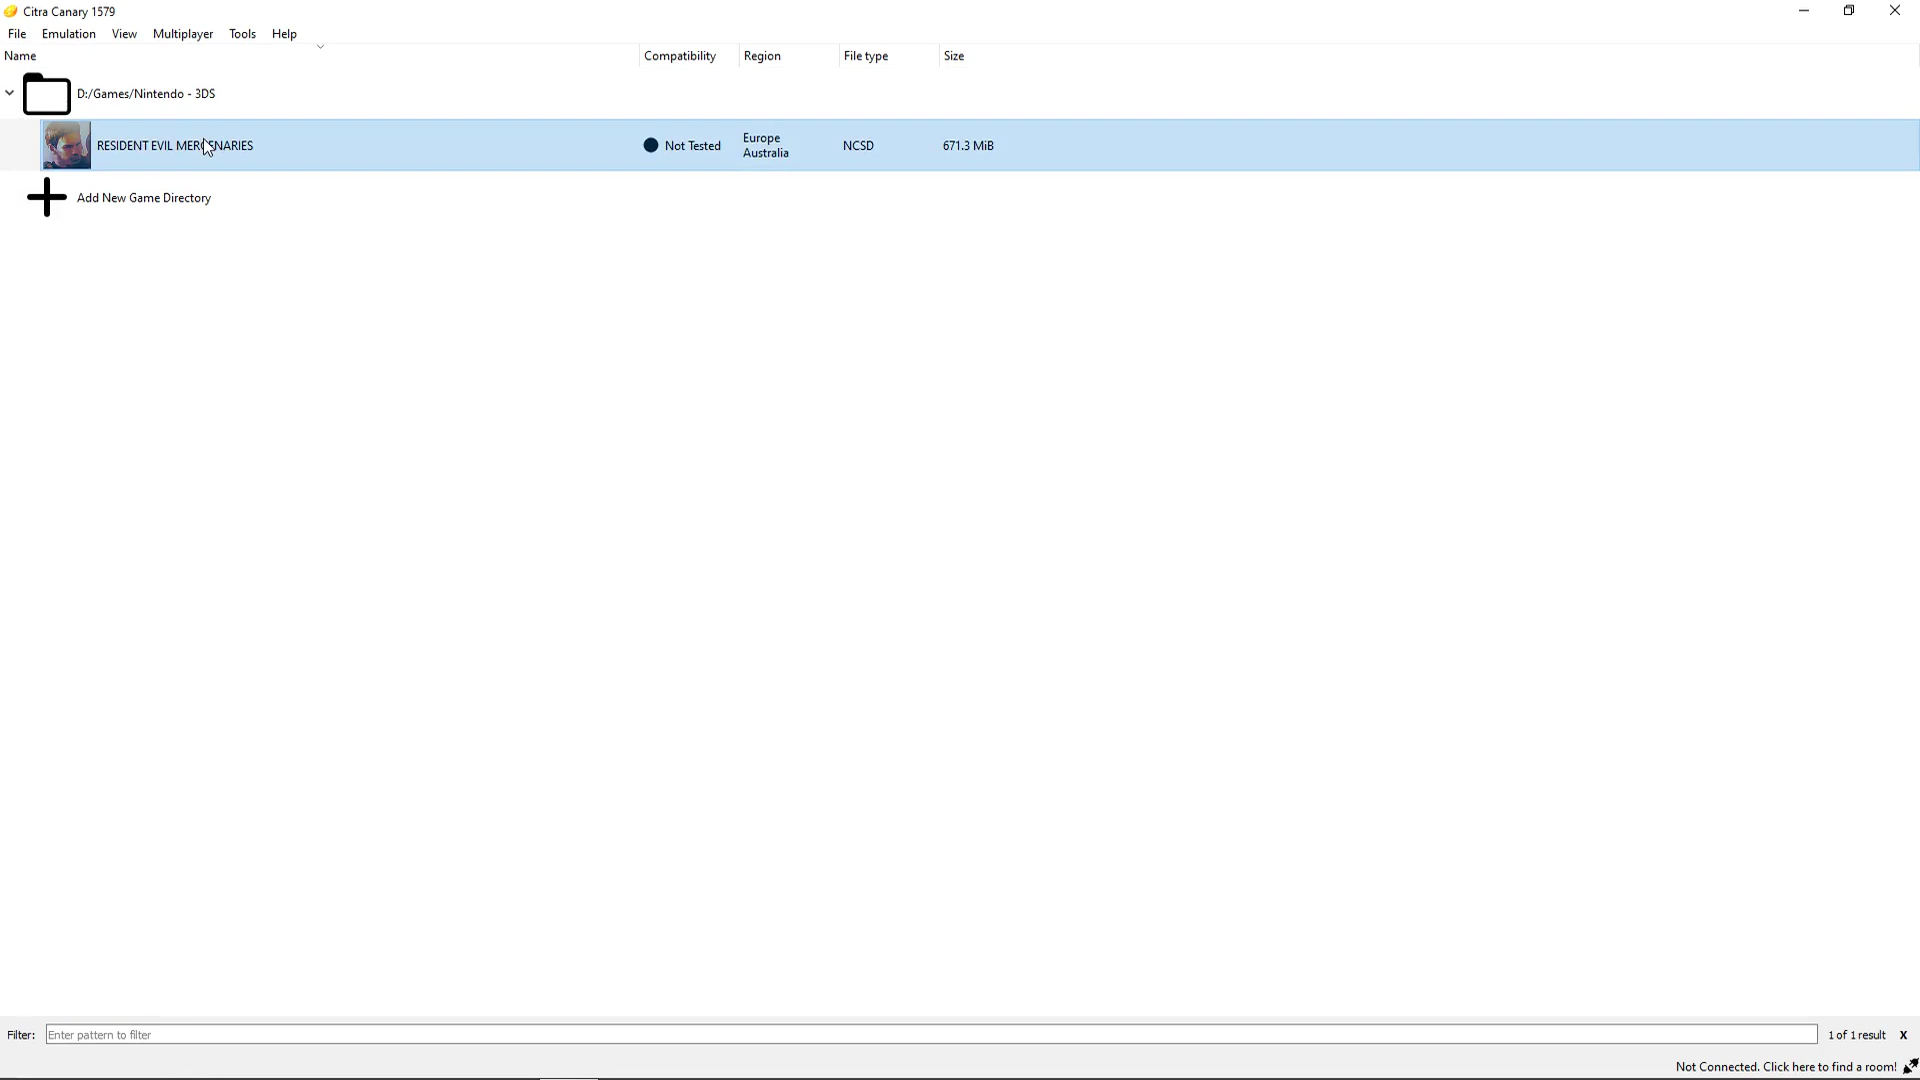 Citra Canary 1579
File Emulation View Multiplayer Tools Help
Name Compatibility Region File type Size
D:/Games/Nintendo - 3DS
RESIDENT EVIL MERCENARIES Not Tested Europe Australia NCSD 671.3 MiB
Add New Game Directory
Filter: Enter pattern to filter 1 of 1 result X
Not Connected. Click here to find a room!